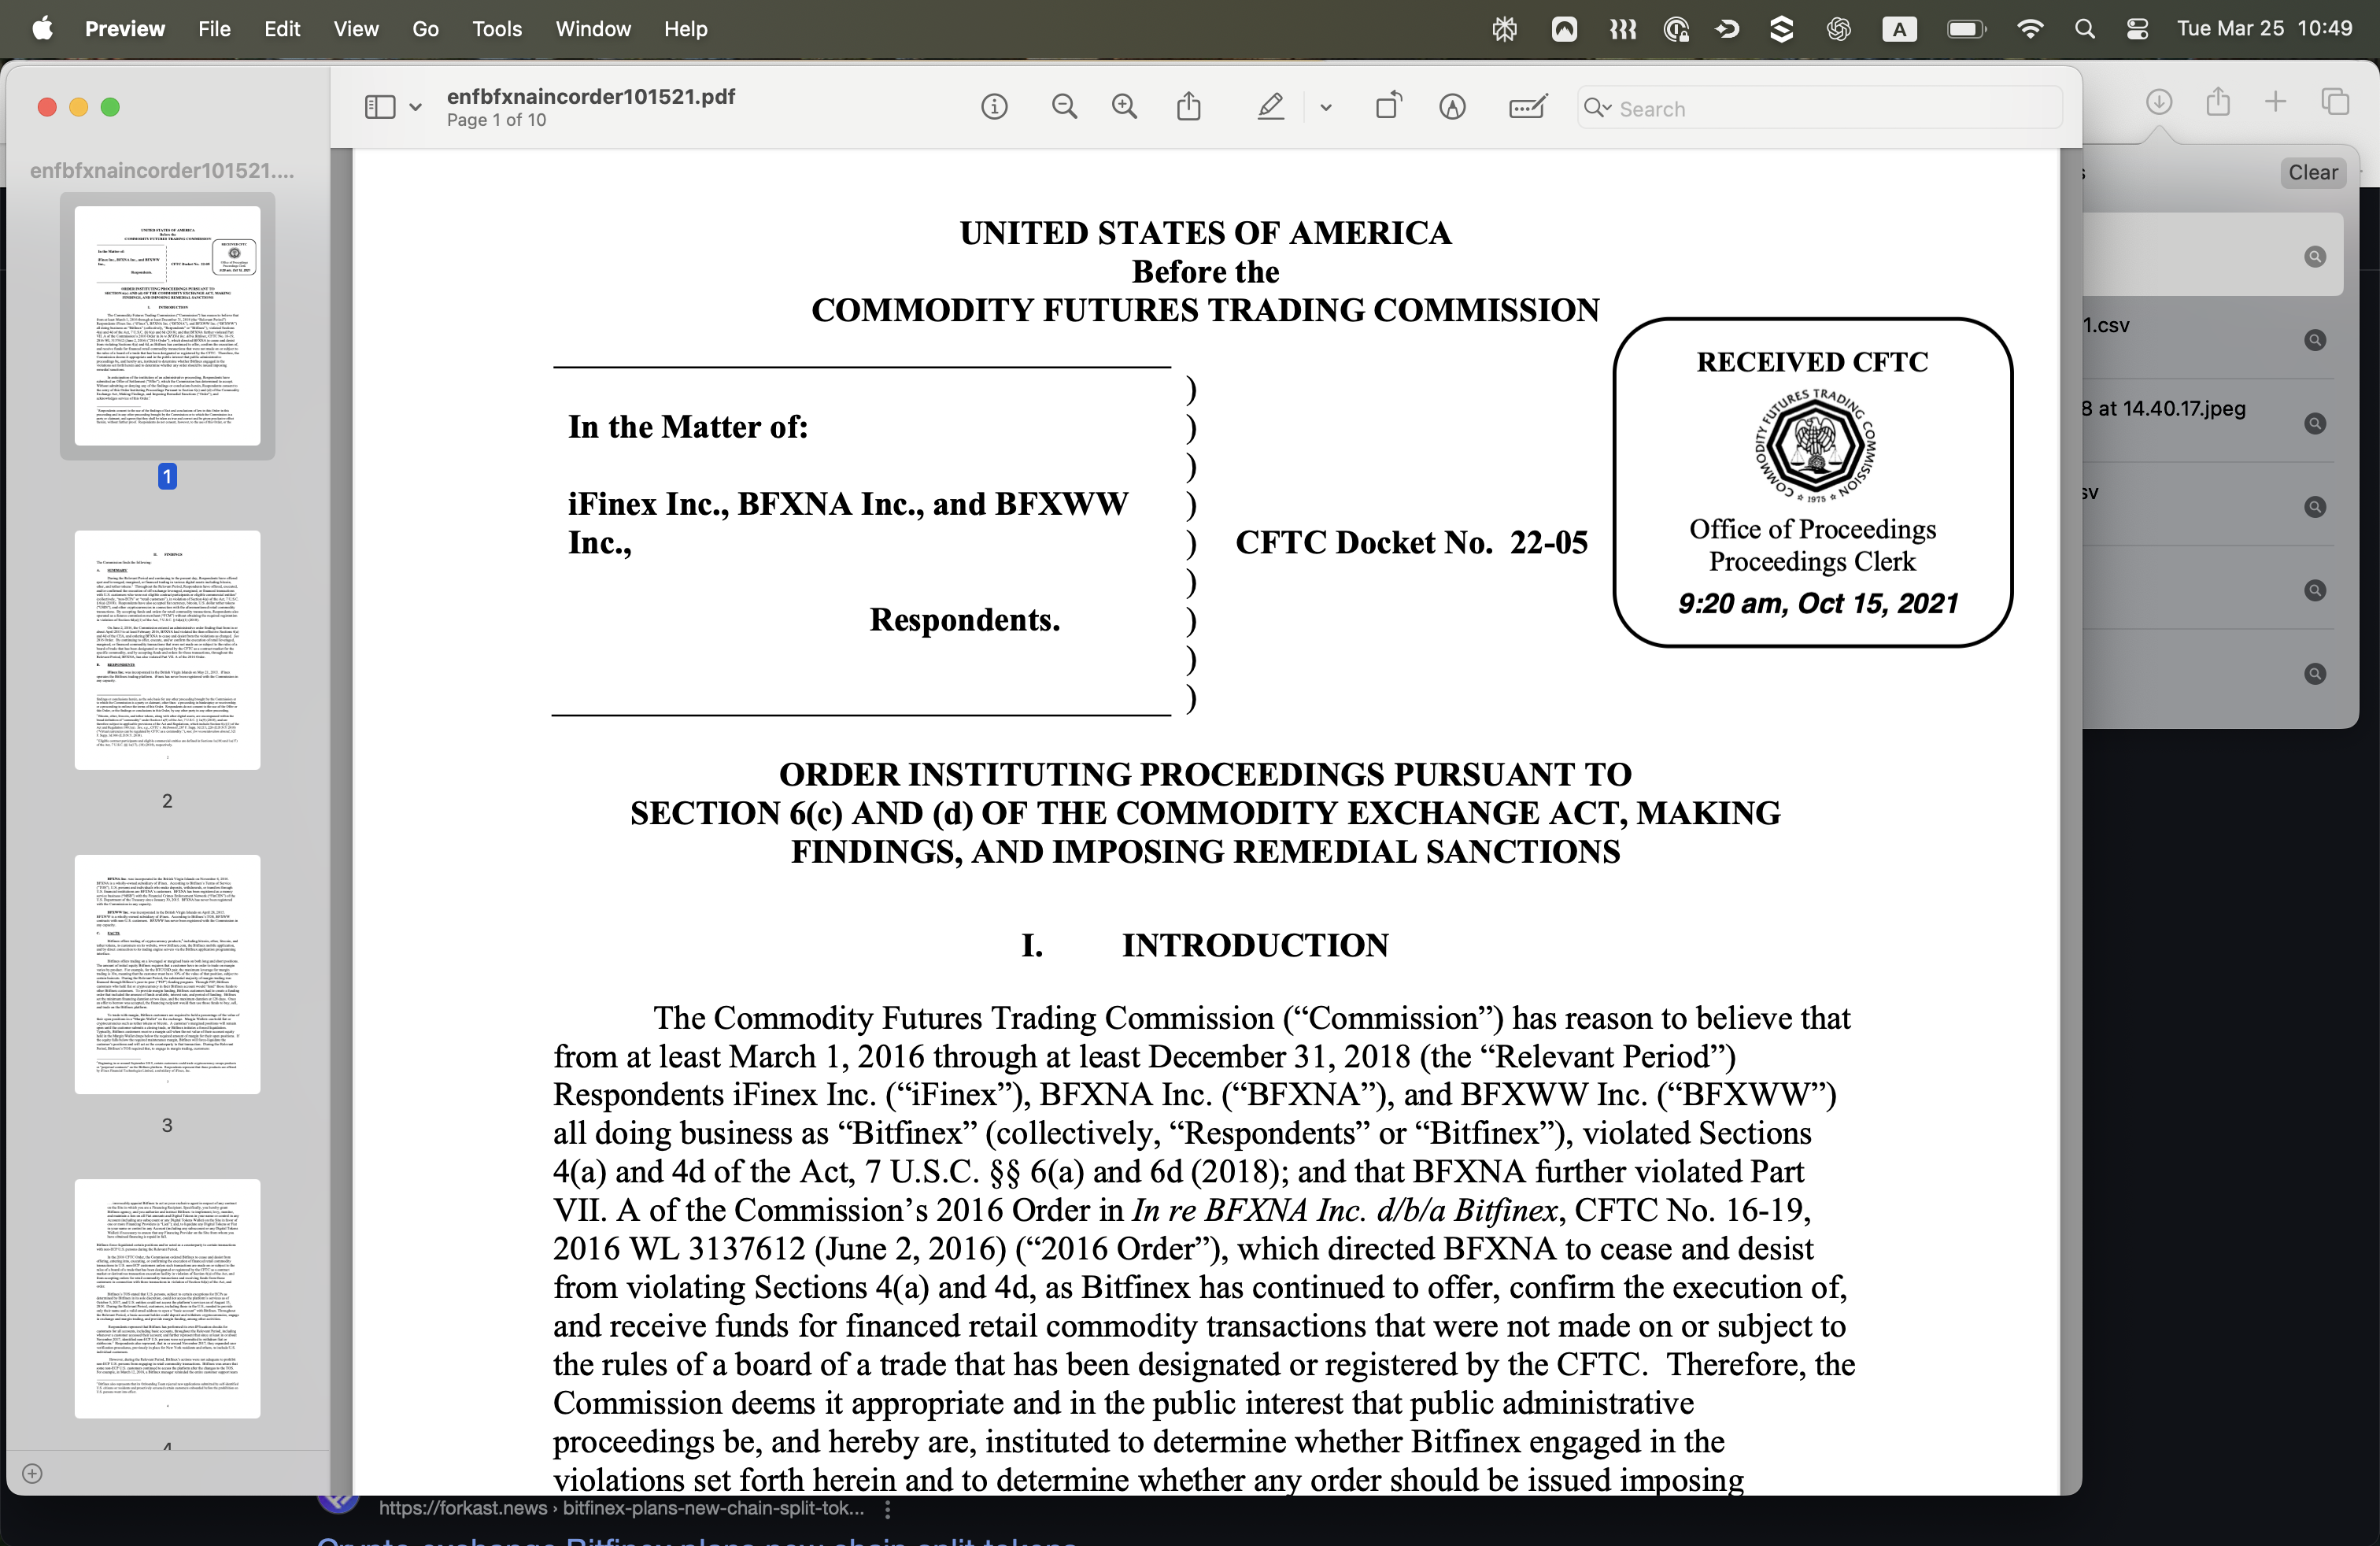 Preview File Edit View Go Tools Window Help
A
Tue Mar 25 10:49
enfbfxnaincorder101521.pdf
Page 1 of 10
Search
enfbfxnaincorder101521....
1
2
3
4
Clear
1.csv
8 at 14.40.17.jpeg
sv
UNITED STATES OF AMERICA
Before the
COMMODITY FUTURES TRADING COMMISSION
In the Matter of:
iFinex Inc., BFXNA Inc., and BFXWW
Inc.,
Respondents.
)
)
)
)
)
)
)
)
)
CFTC Docket No. 22-05
RECEIVED CFTC
COMMODITY FUTURES TRADING COMMISSION
★ 1975 ★
Office of Proceedings
Proceedings Clerk
9:20 am, Oct 15, 2021
ORDER INSTITUTING PROCEEDINGS PURSUANT TO
SECTION 6(c) AND (d) OF THE COMMODITY EXCHANGE ACT, MAKING
FINDINGS, AND IMPOSING REMEDIAL SANCTIONS
I. INTRODUCTION
The Commodity Futures Trading Commission (“Commission”) has reason to believe that
from at least March 1, 2016 through at least December 31, 2018 (the “Relevant Period”)
Respondents iFinex Inc. (“iFinex”), BFXNA Inc. (“BFXNA”), and BFXWW Inc. (“BFXWW”)
all doing business as “Bitfinex” (collectively, “Respondents” or “Bitfinex”), violated Sections
4(a) and 4d of the Act, 7 U.S.C. §§ 6(a) and 6d (2018); and that BFXNA further violated Part
VII. A of the Commission’s 2016 Order in In re BFXNA Inc. d/b/a Bitfinex, CFTC No. 16-19,
2016 WL 3137612 (June 2, 2016) (“2016 Order”), which directed BFXNA to cease and desist
from violating Sections 4(a) and 4d, as Bitfinex has continued to offer, confirm the execution of,
and receive funds for financed retail commodity transactions that were not made on or subject to
the rules of a board of a trade that has been designated or registered by the CFTC. Therefore, the
Commission deems it appropriate and in the public interest that public administrative
proceedings be, and hereby are, instituted to determine whether Bitfinex engaged in the
violations set forth herein and to determine whether any order should be issued imposing
https://forkast.news › bitfinex-plans-new-chain-split-tok...
Crypto exchange Bitfinex plans new chain split tokens